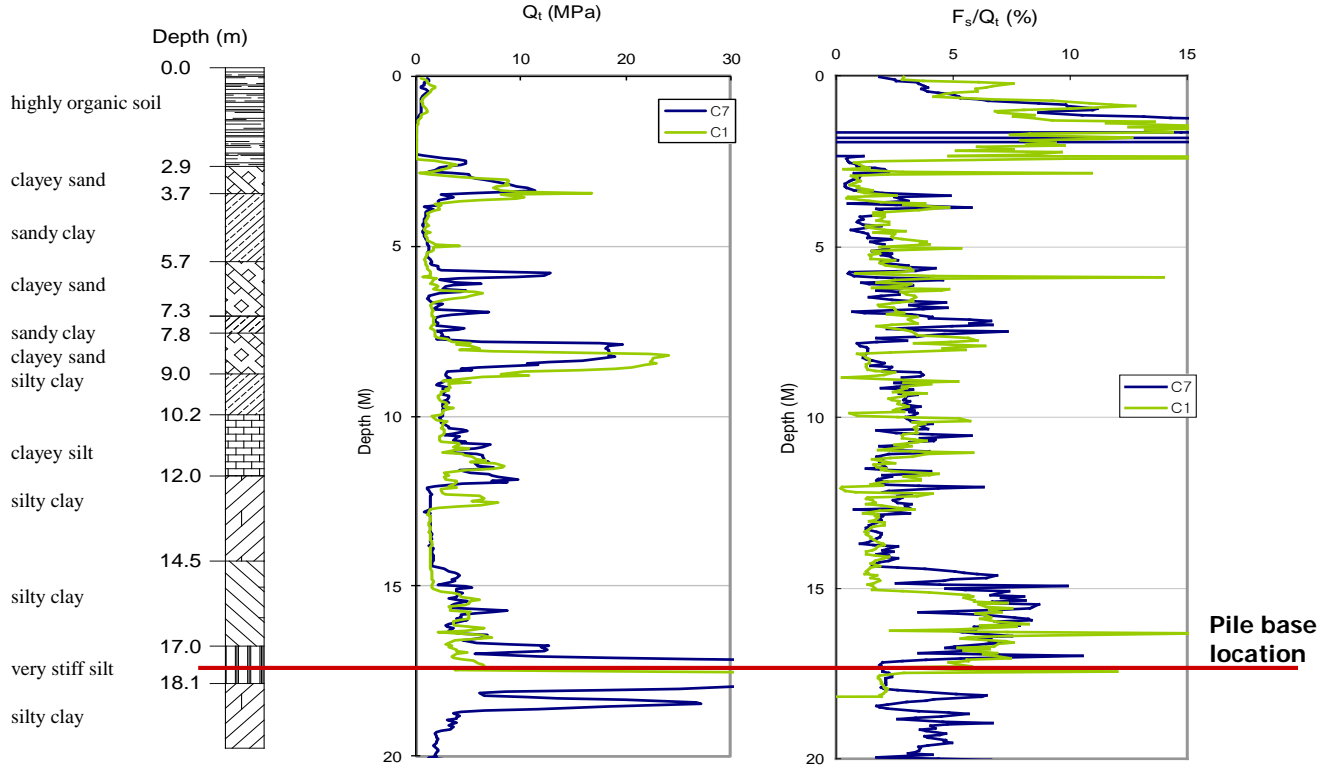 Depth (m)
0.0
highly organic soil
2.9
clayey sand
3.7
sandy clay
5.7
clayey sand
7.3
sandy clay
7.8
clayey sand
9.0
silty clay
10.2
clayey silt
12.0
silty clay
14.5
silty clay
17.0
very stiff silt
18.1
silty clay
Qt (MPa)
0 10 20 30
0
5
10
15
20
Depth (M)
C7
C1
Fs/Qt (%)
0 5 10 15
0
5
10
15
20
Depth (M)
C7
C1
Pile base
location